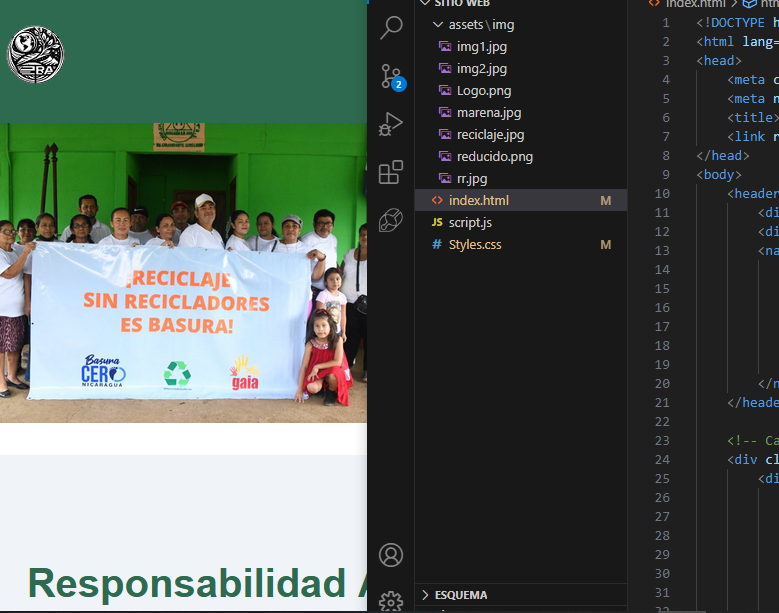 EBA
¡RECICLAJE
SIN RECICLADORES
ES BASURA!
Basura
CERO
NICARAGUA
gaia
Responsabilidad
SITIO WEB
assets\img
img1.jpg
img2.jpg
Logo.png
marena.jpg
reciclaje.jpg
reducido.png
rr.jpg
<> index.html M
JS script.js
# Styles.css M
2
ESQUEMA
<> index.html >
1 <!DOCTYPE h
2 <html lang=
3 <head>
4 <meta c
5 <meta n
6 <title>
7 <link r
8 </head>
9 <body>
10 <header
11 <di
12 <di
13 <na
14
15
16
17
18
19
20 </n
21 </heade
22
23 <!-- Ca
24 <div cl
25 <di
26
27
28
29
30
31